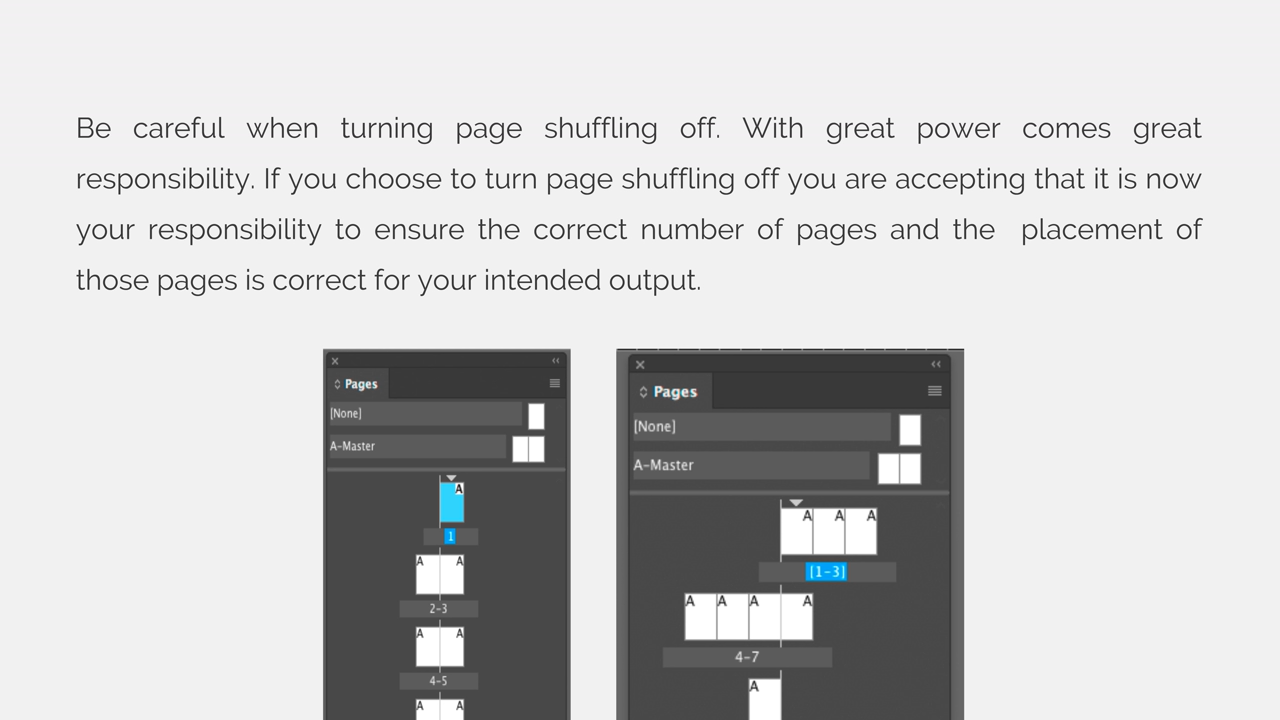 Be careful when turning page shuffling off. With great power comes great
responsibility. If you choose to turn page shuffling off you are accepting that it is now
your responsibility to ensure the correct number of pages and the  placement of
those pages is correct for your intended output.
Pages
[None]
A-Master
A
1
A A
2-3
A A
4-5
A A
Pages
[None]
A-Master
A A A
[1-3]
A A A A
4-7
A